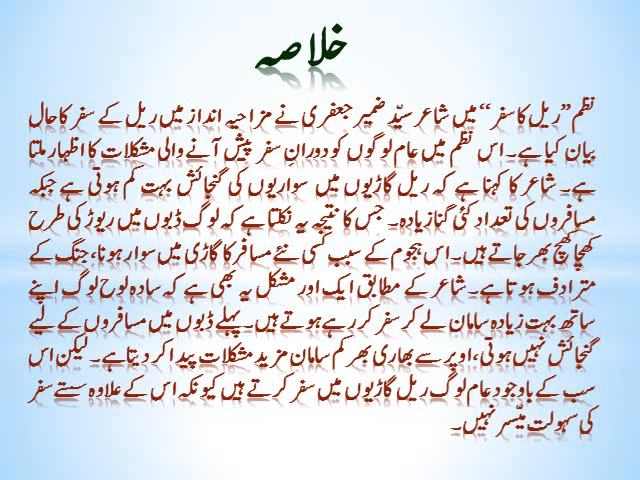 خلاصہ
نظم ’’ریل کا سفر‘‘ میں شاعر سیّد ضمیر جعفری نے مزاحیہ انداز میں ریل کے سفر کا حال
بیان کیا ہے۔ اس نظم میں عام لوگوں کو دورانِ سفر پیش آنے والی مشکلات کا اظہار ملتا
ہے۔ شاعر کا کہنا ہے کہ ریل گاڑیوں میں سواریوں کی گنجائش بہت کم ہوتی ہے جبکہ
مسافروں کی تعداد کئی گنا زیادہ۔ جس کا نتیجہ یہ نکلتا ہے کہ لوگ ڈبوں میں ریوڑ کی طرح
کھچا کھچ بھر جاتے ہیں۔ اس ہجوم کے سبب کسی نئے مسافر کا گاڑی میں سوار ہونا، جنگ کے
مترادف ہوتا ہے۔ شاعر کے مطابق ایک اور مشکل یہ بھی ہے کہ سادہ لوح لوگ اپنے
ساتھ بہت زیادہ سامان لے کر سفر کر رہے ہوتے ہیں۔ پہلے ڈبوں میں مسافروں کے لیے
گنجائش نہیں ہوتی، اوپر سے بھاری بھر کم سامان مزید مشکلات پیدا کر دیتا ہے۔ لیکن اس
سب کے باوجود عام لوگ ریل گاڑیوں میں سفر کرتے ہیں کیونکہ اس کے علاوہ سستے سفر
کی سہولت میّسر نہیں۔